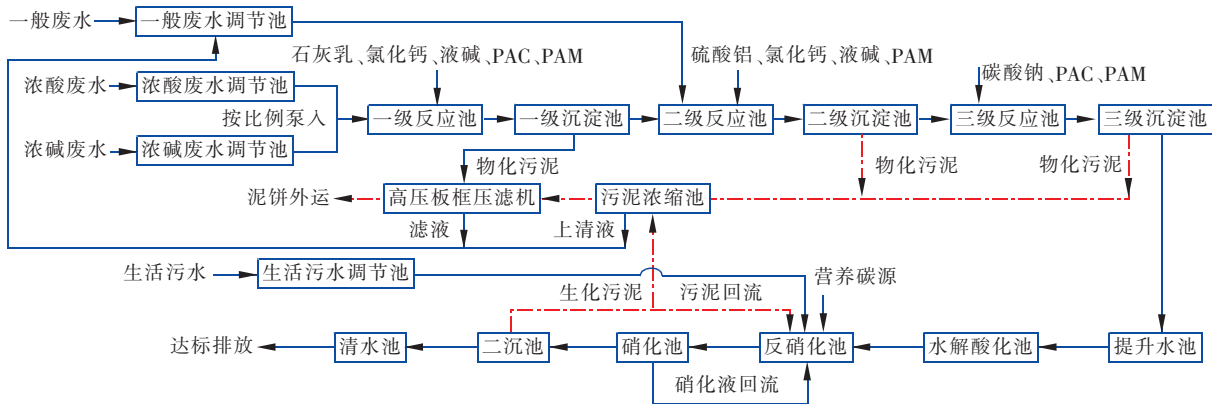 一般废水
一般废水调节池
石灰乳、氯化钙、液碱、PAC、PAM
硫酸铝、氯化钙、液碱、PAM
碳酸钠、PAC、PAM
浓酸废水
浓酸废水调节池
按比例泵入
一级反应池
一级沉淀池
二级反应池
二级沉淀池
三级反应池
三级沉淀池
浓碱废水
浓碱废水调节池
物化污泥
物化污泥
物化污泥
泥饼外运
高压板框压滤机
污泥浓缩池
滤液
上清液
生活污水
生活污水调节池
生化污泥
污泥回流
营养碳源
达标排放
清水池
二沉池
硝化池
反硝化池
水解酸化池
提升水池
硝化液回流